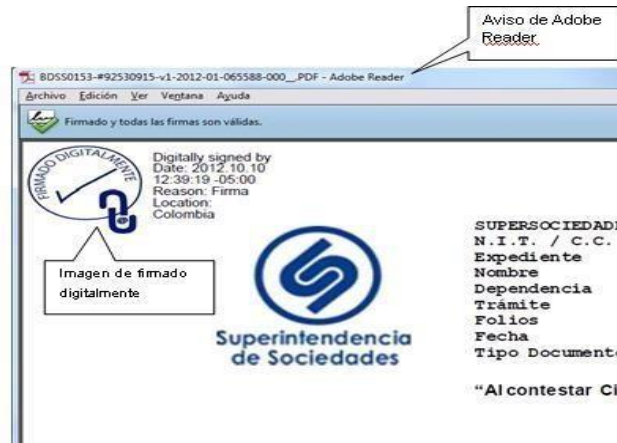 Aviso de Adobe
Reader
BDSS0153-#92530915-v1-2012-01-065588-000__.PDF - Adobe Reader
Archivo Edición Ver Ventana Ayuda
Firmado y todas las firmas son válidas.
FIRMADO DIGITALMENTE
Digitally signed by
Date: 2012.10.10
12:39:19 -05:00
Reason: Firma
Location:
Colombia
Imagen de firmado
digitalmente
Superintendencia
de Sociedades
SUPERSOCIEDAD
N.I.T. / C.C.
Expediente
Nombre
Dependencia
Trámite
Folios
Fecha
Tipo Documento
"Al contestar Ci